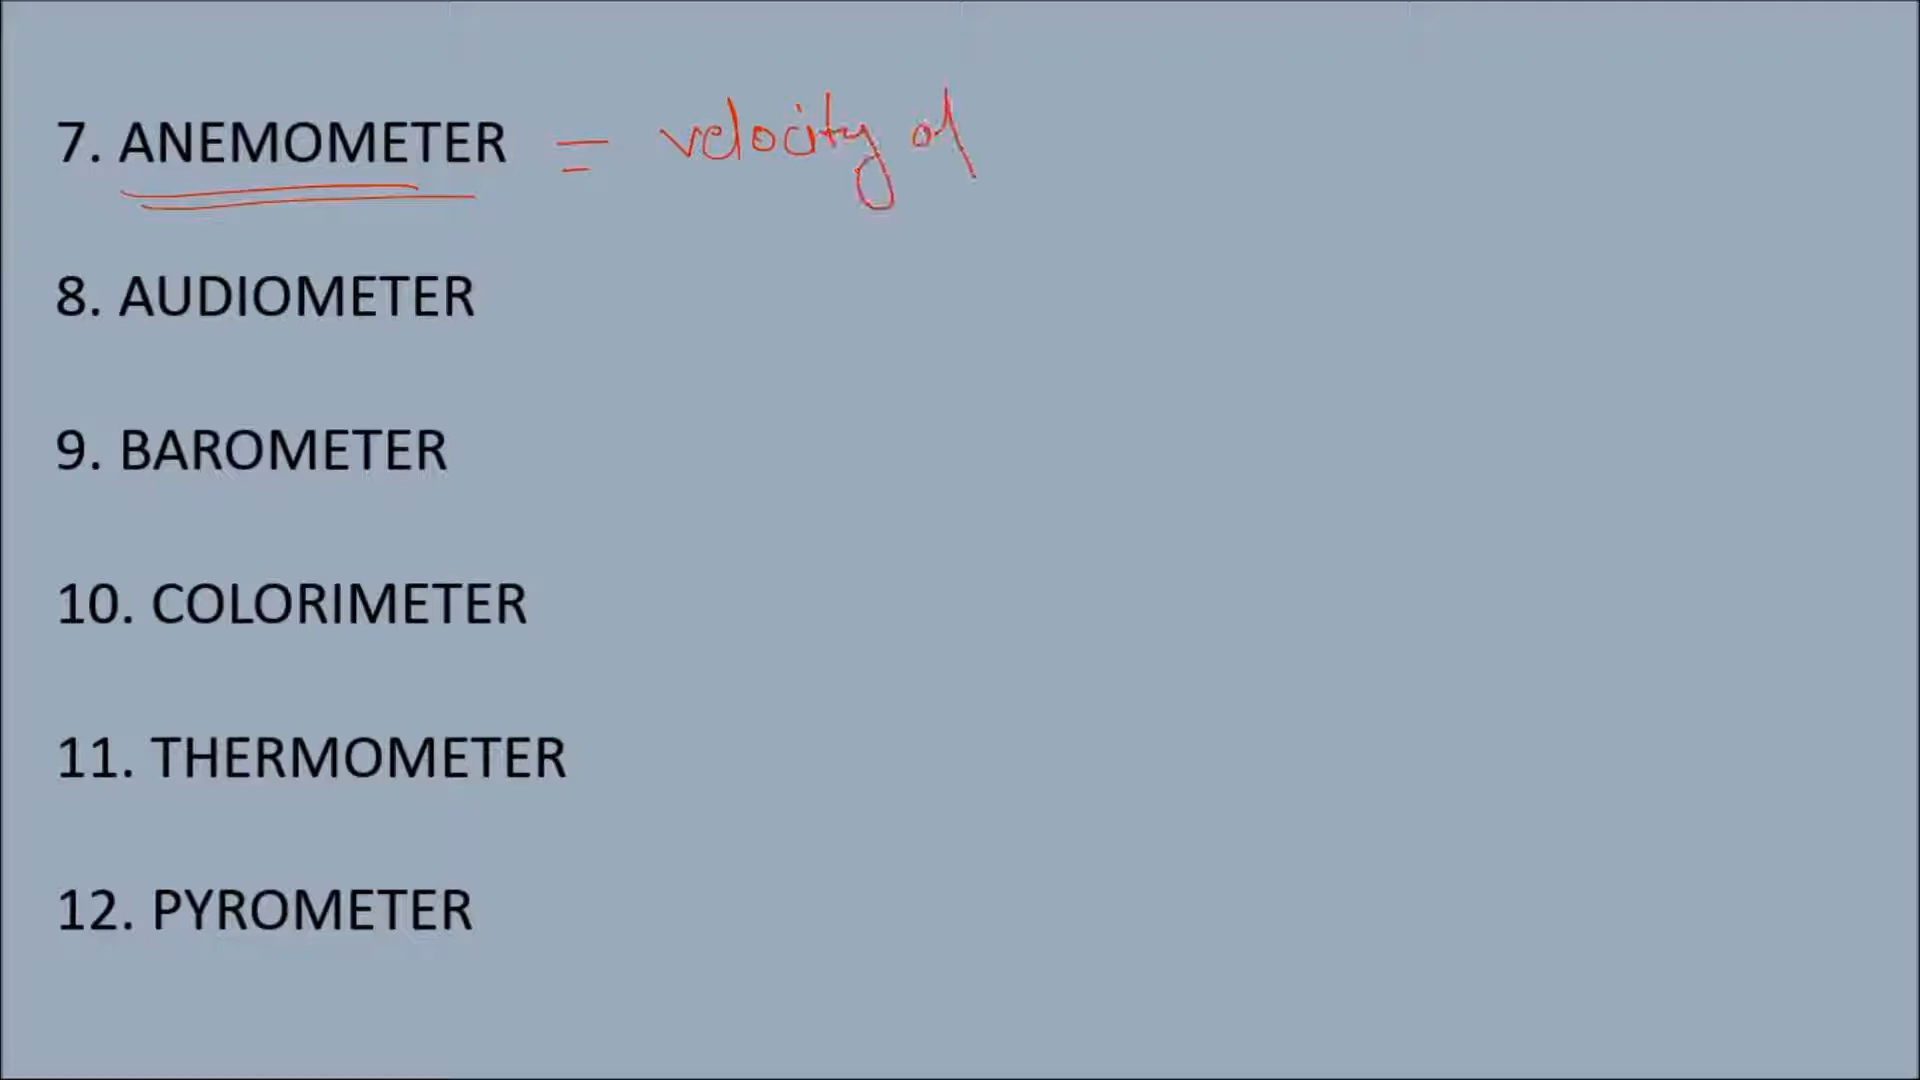 7. ANEMOMETER = velocity of
8. AUDIOMETER
9. BAROMETER
10. COLORIMETER
11. THERMOMETER
12. PYROMETER